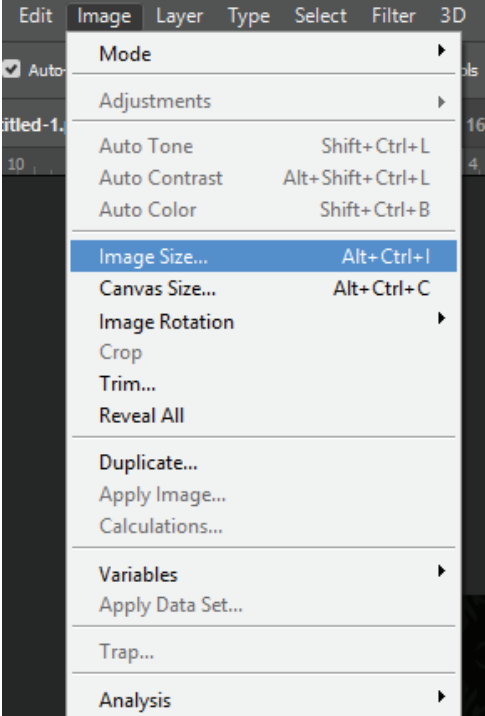 Edit Image Layer Type Select Filter 3D
Auto-
Mode
Adjustments
itled-1.
16
10
4
Auto Tone Shift+Ctrl+L
Auto Contrast Alt+Shift+Ctrl+L
Auto Color Shift+Ctrl+B
Image Size... Alt+Ctrl+I
Canvas Size... Alt+Ctrl+C
Image Rotation
Crop
Trim...
Reveal All
Duplicate...
Apply Image...
Calculations...
Variables
Apply Data Set...
Trap...
Analysis